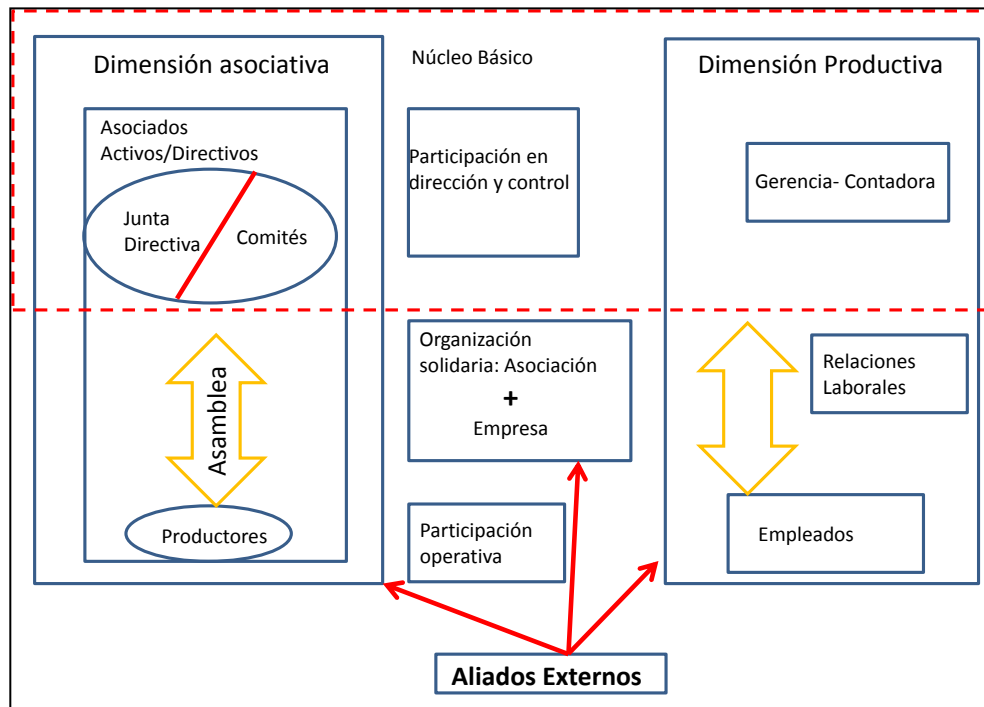 Dimensión asociativa
Asociados
Activos/Directivos
Junta
Directiva
Comités
Asamblea
Productores
Núcleo Básico
Participación en
dirección y control
Organización
solidaria: Asociación
+
Empresa
Participación
operativa
Dimensión Productiva
Gerencia- Contadora
Relaciones
Laborales
Empleados
Aliados Externos